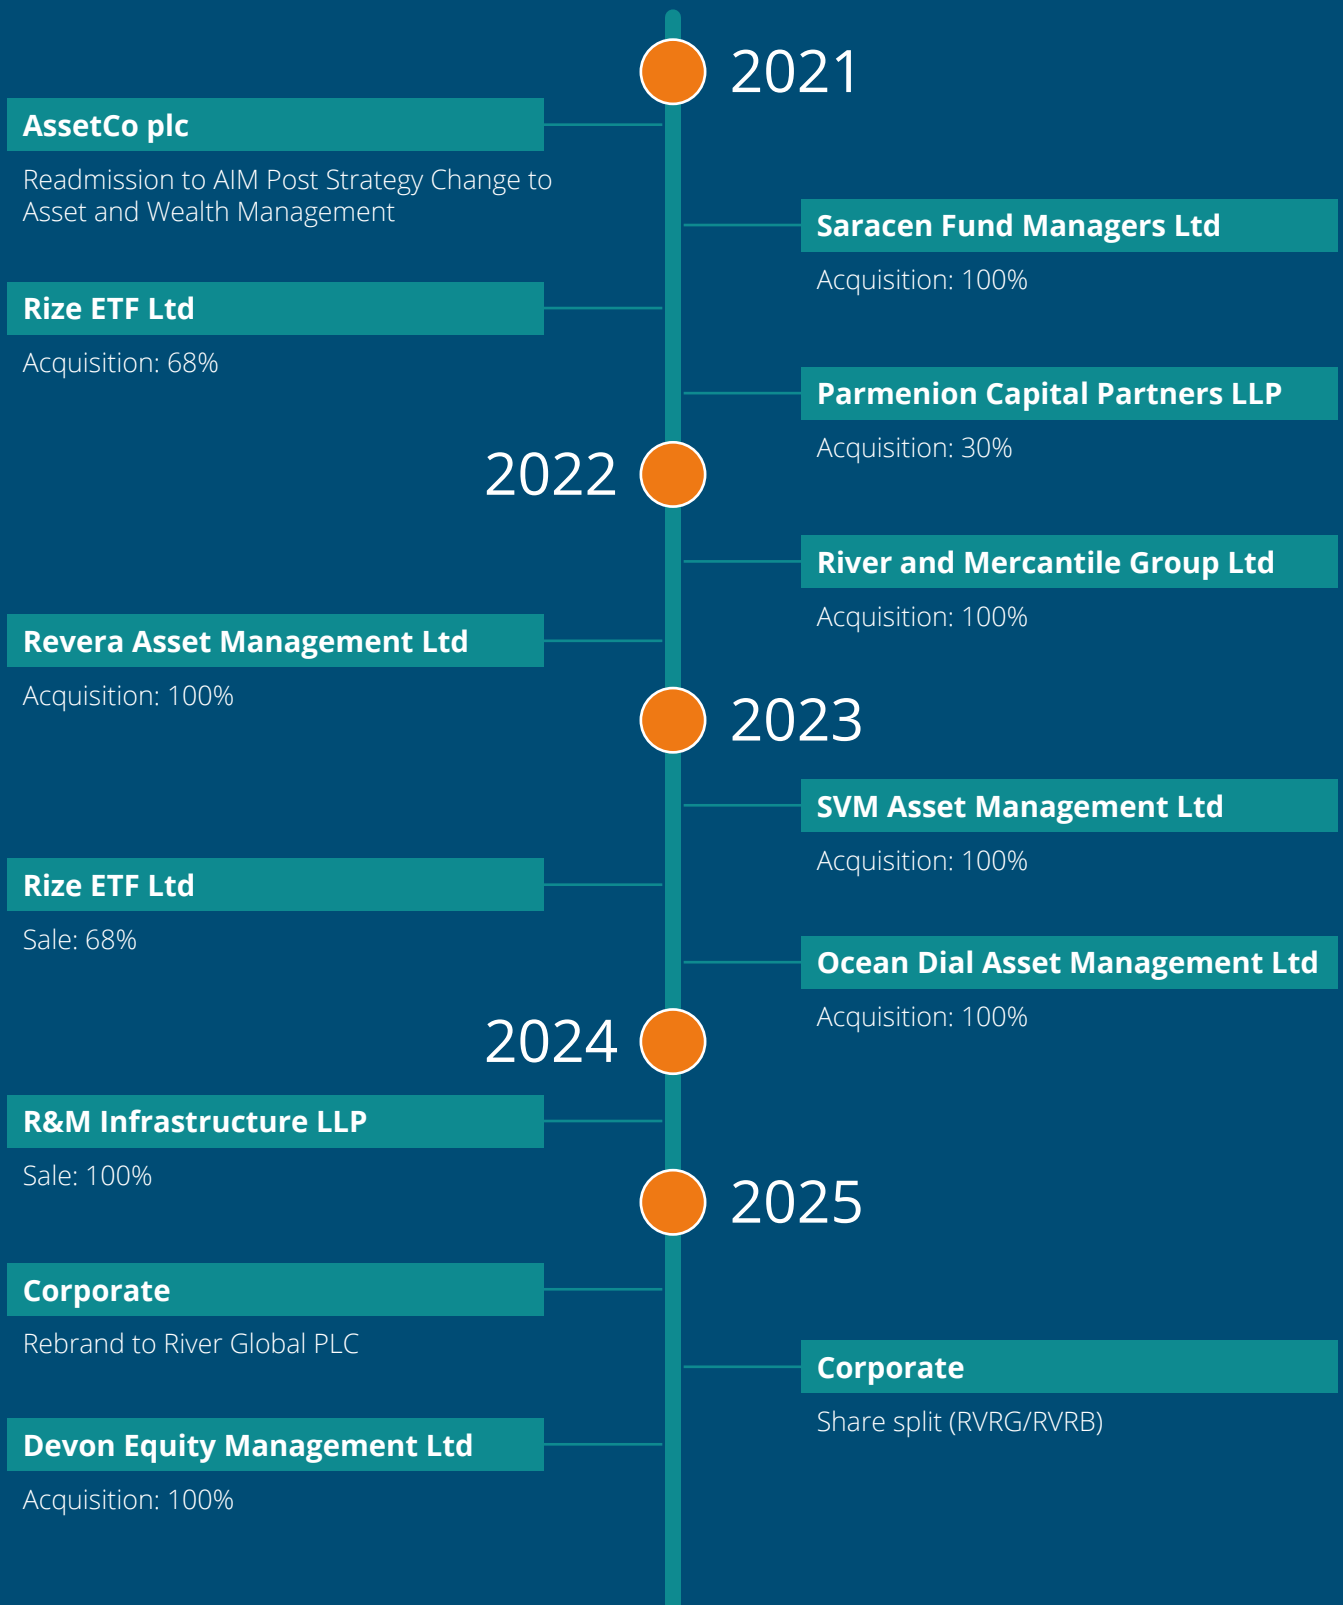 2021
AssetCo plc
Readmission to AIM Post Strategy Change to
Asset and Wealth Management
Saracen Fund Managers Ltd
Acquisition: 100%
Rize ETF Ltd
Acquisition: 68%
Parmenion Capital Partners LLP
Acquisition: 30%
2022
River and Mercantile Group Ltd
Acquisition: 100%
Revera Asset Management Ltd
Acquisition: 100%
2023
SVM Asset Management Ltd
Acquisition: 100%
Rize ETF Ltd
Sale: 68%
Ocean Dial Asset Management Ltd
Acquisition: 100%
2024
R&M Infrastructure LLP
Sale: 100%
2025
Corporate
Rebrand to River Global PLC
Corporate
Share split (RVRG/RVRB)
Devon Equity Management Ltd
Acquisition: 100%